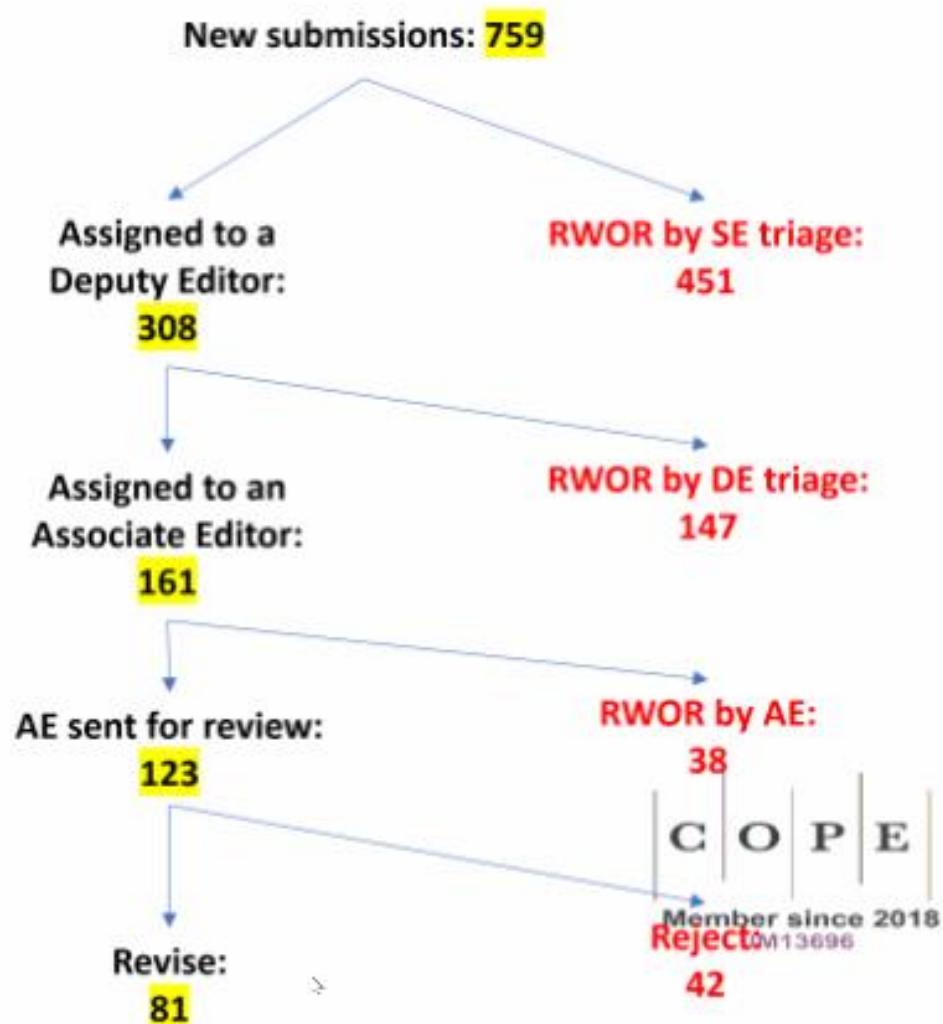 New submissions: 759
Assigned to a
Deputy Editor:
308
RWOR by SE triage:
451
Assigned to an
Associate Editor:
161
RWOR by DE triage:
147
AE sent for review:
123
RWOR by AE:
38
C O P E
Member since 2018
JM13696
Revise:
81
Reject:
42